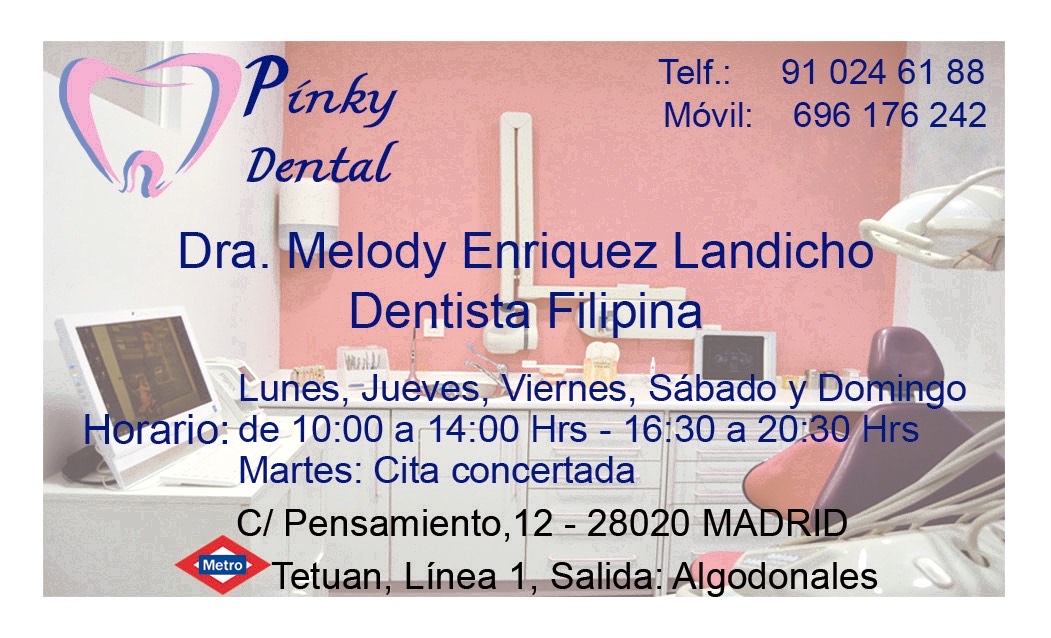 Pinky
Dental
Telf.: 91 024 61 88
Móvil: 696 176 242
Dra. Melody Enriquez Landicho
Dentista Filipina
Lunes, Jueves, Viernes, Sábado y Domingo
Horario: de 10:00 a 14:00 Hrs - 16:30 a 20:30 Hrs
Martes: Cita concertada
C/ Pensamiento,12 - 28020 MADRID
Metro
Tetuan, Línea 1, Salida: Algodonales